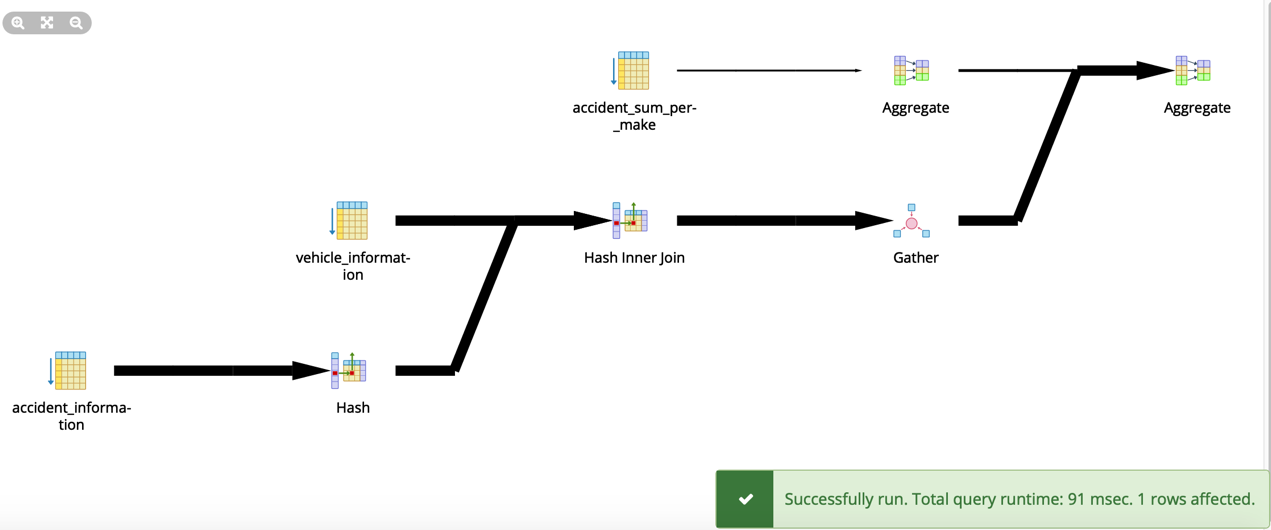 accident_sum_per-
_make
Aggregate
Aggregate
vehicle_informat-
ion
Hash Inner Join
Gather
accident_informa-
tion
Hash
Successfully run. Total query runtime: 91 msec. 1 rows affected.